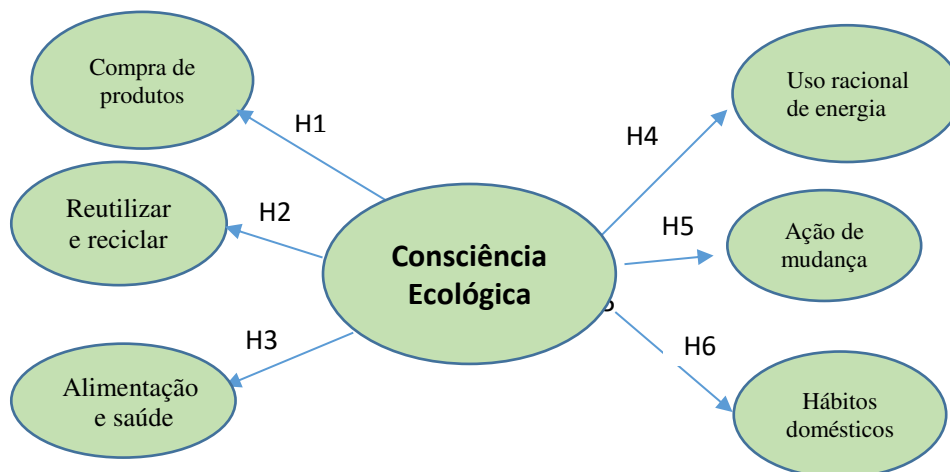 Compra de
produtos
H1
Reutilizar
e reciclar
H2
Alimentação
e saúde
H3
Consciência
Ecológica
H4
Uso racional
de energia
H5
Ação de
mudança
H6
Hábitos
domésticos